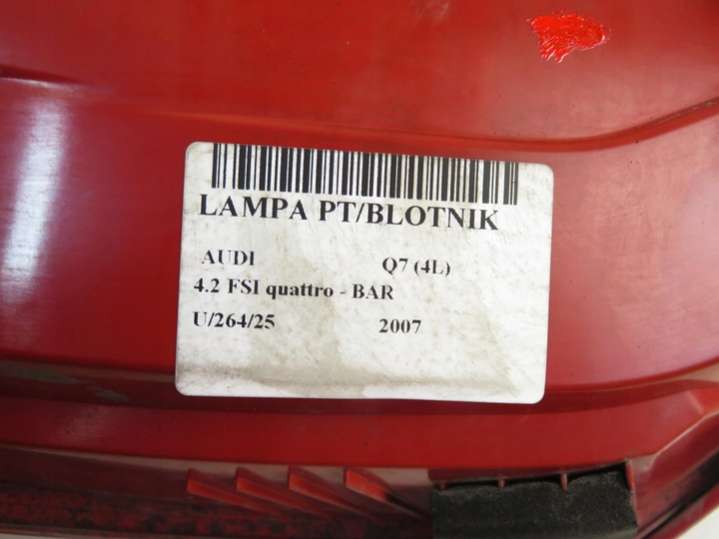 LAMPA PT/BLOTNIK
AUDI Q7 (4L)
4.2 FSI quattro - BAR
U/264/25 2007